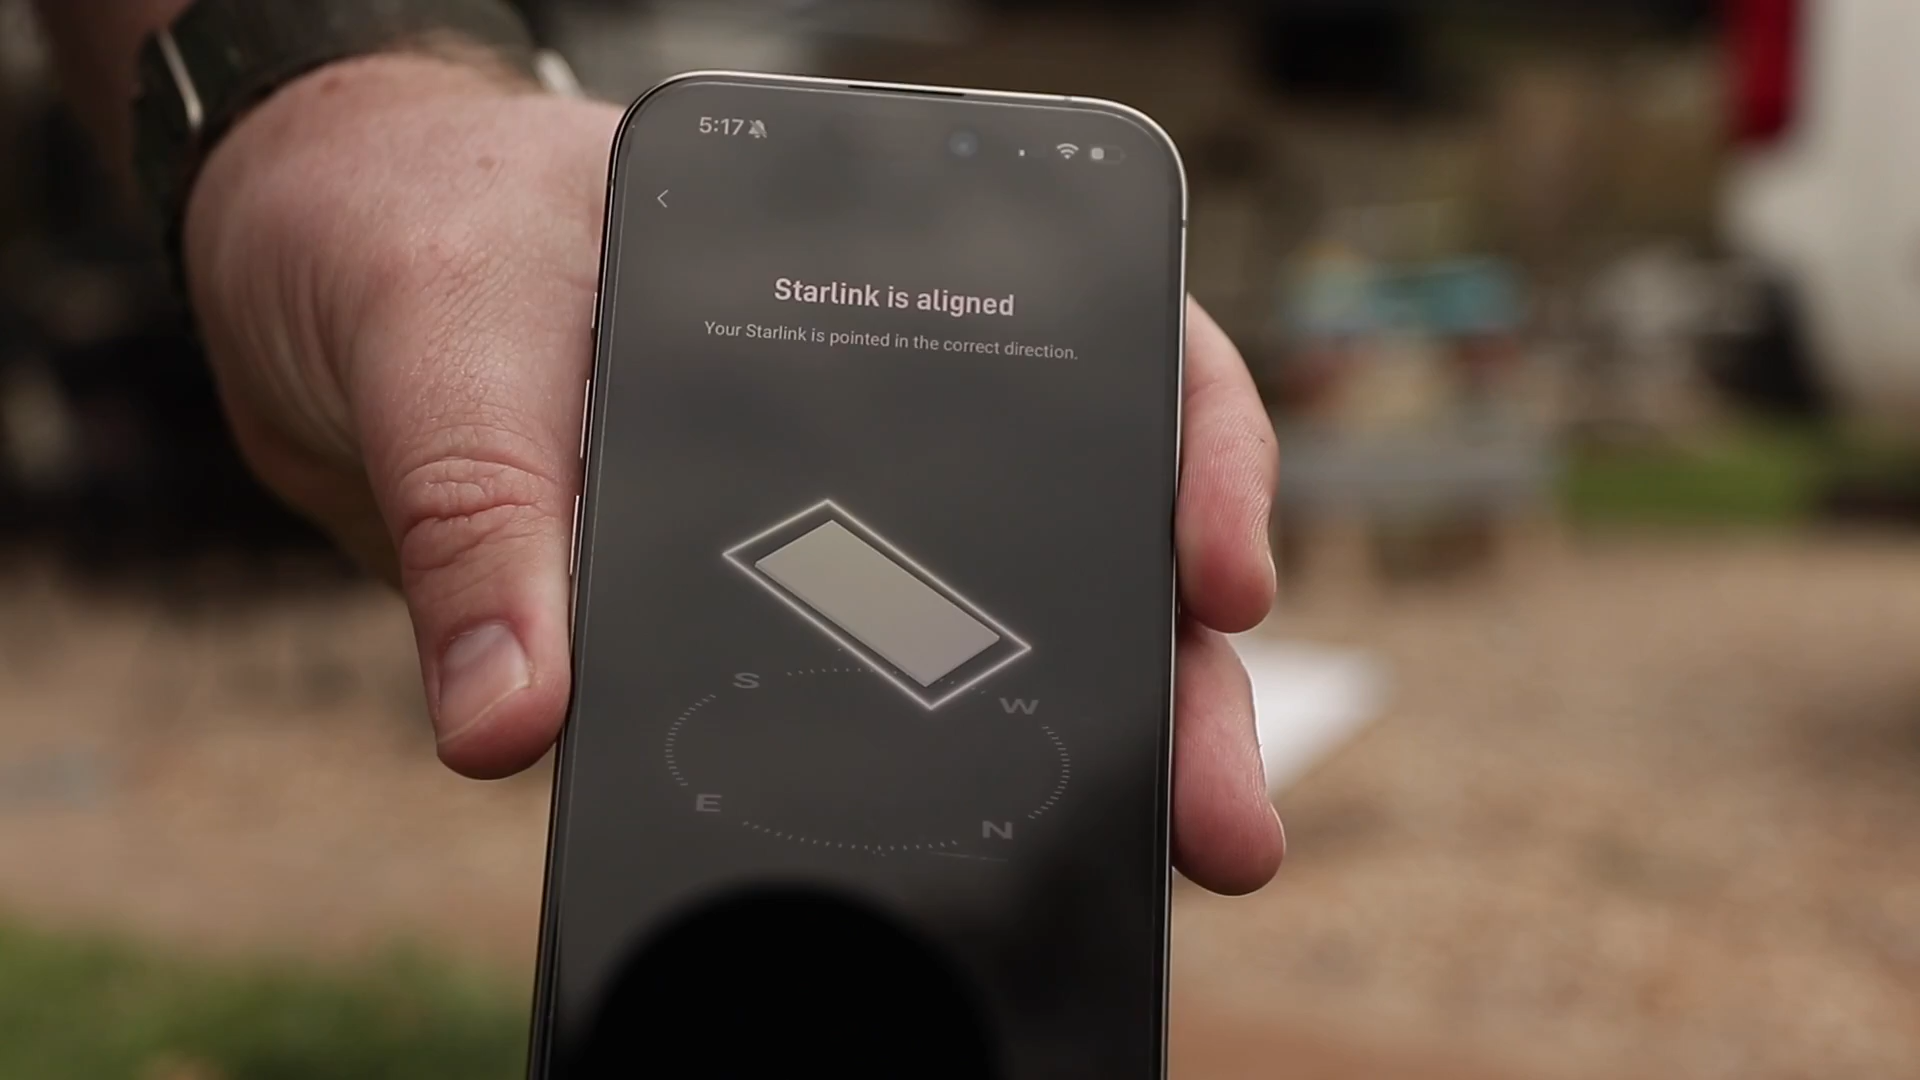 5:17
Starlink is aligned
Your Starlink is pointed in the correct direction.
S
W
E
N